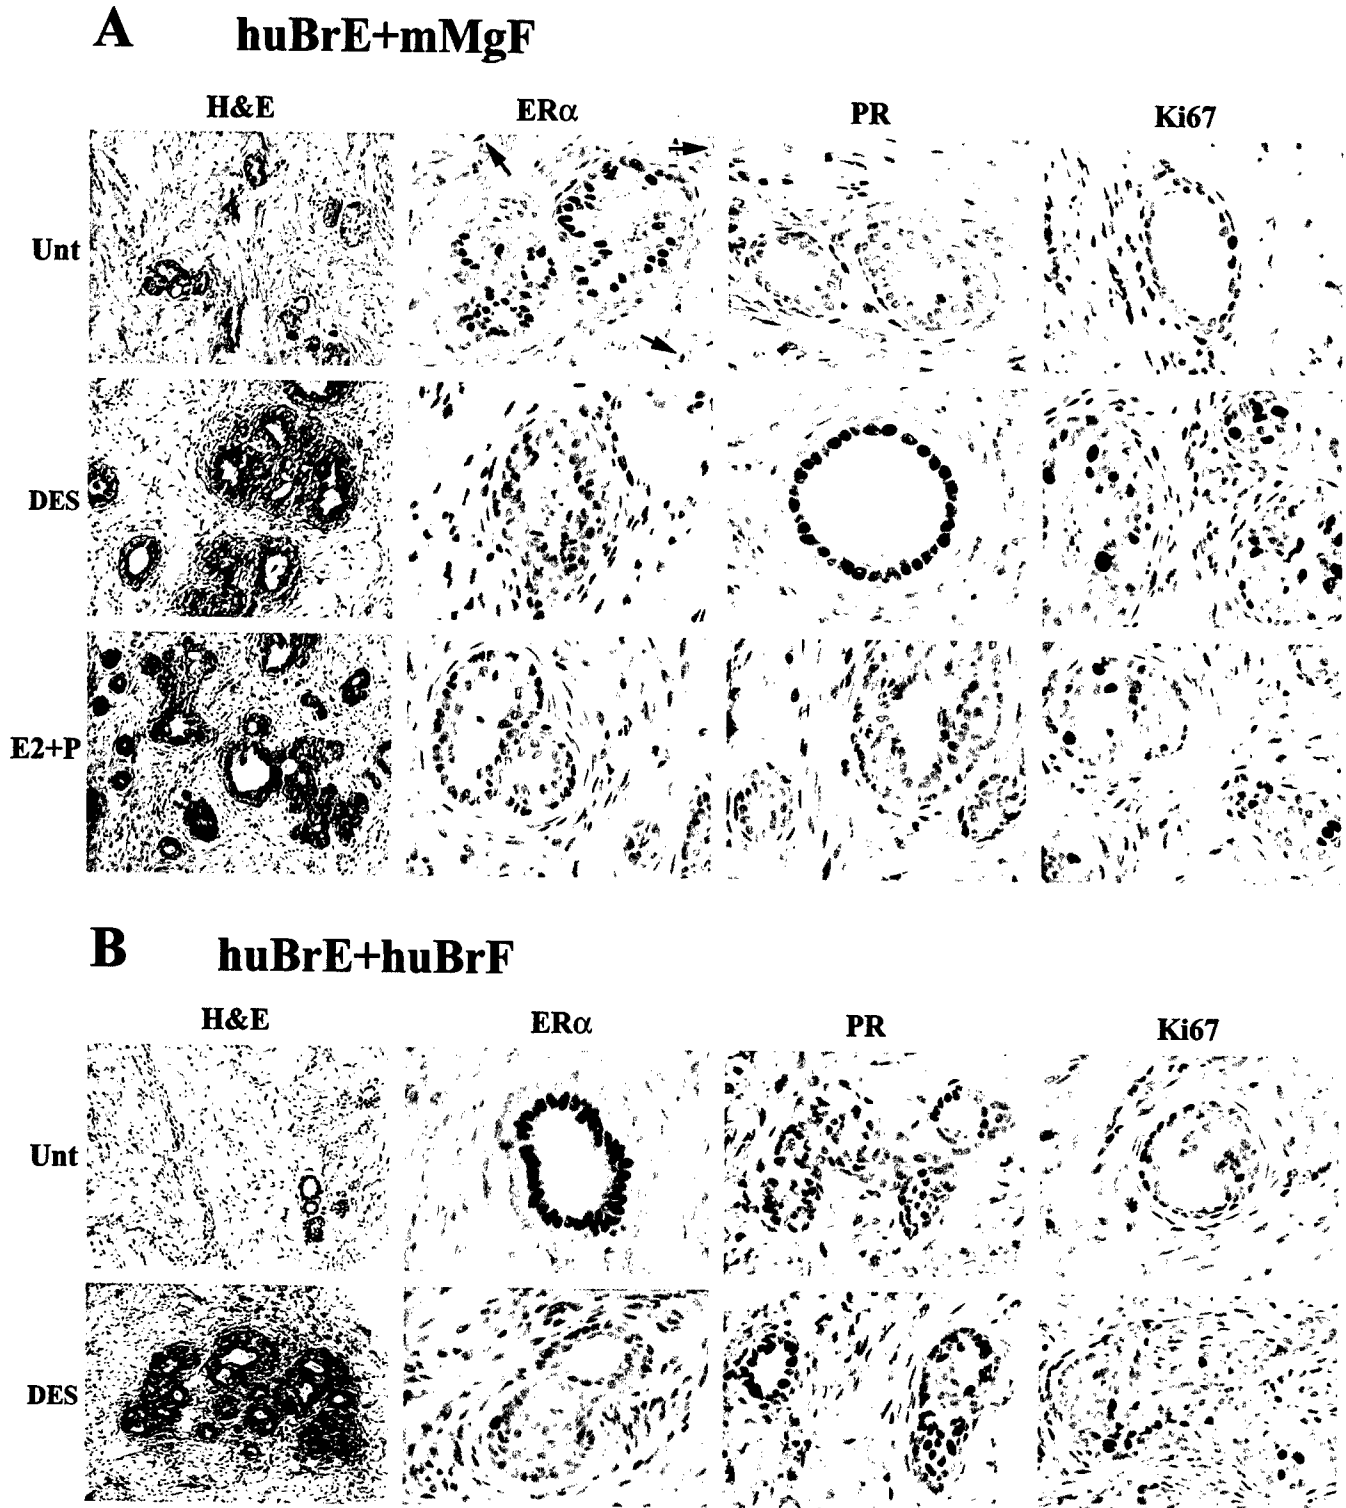 A huBrE+mMgF
H&E ERα PR Ki67
Unt
DES
E2+P
B huBrE+huBrF
H&E ERα PR Ki67
Unt
DES